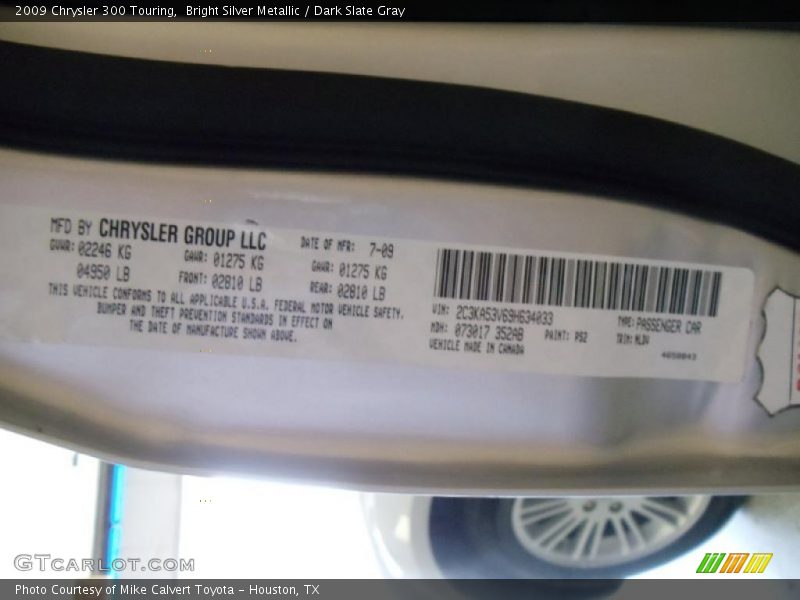 2009 Chrysler 300 Touring, Bright Silver Metallic / Dark Slate Gray
MFD BY CHRYSLER GROUP LLC
DATE OF MFR: 7-09
GVWR: 02246 KG
GAWR: 01275 KG
GAWR: 01275 KG
04950 LB
FRONT: 02810 LB
REAR: 02810 LB
THIS VEHICLE CONFORMS TO ALL APPLICABLE U.S.A. FEDERAL MOTOR VEHICLE SAFETY,
BUMPER AND THEFT PREVENTION STANDARDS IN EFFECT ON
THE DATE OF MANUFACTURE SHOWN ABOVE.
VIN: 2C3KA53V69H634033
TYPE: PASSENGER CAR
MDH: 073017 352AB
PAINT: PS2
TRIM: MLDV
VEHICLE MADE IN CANADA
GTCARLOT.COM
Photo Courtesy of Mike Calvert Toyota - Houston, TX